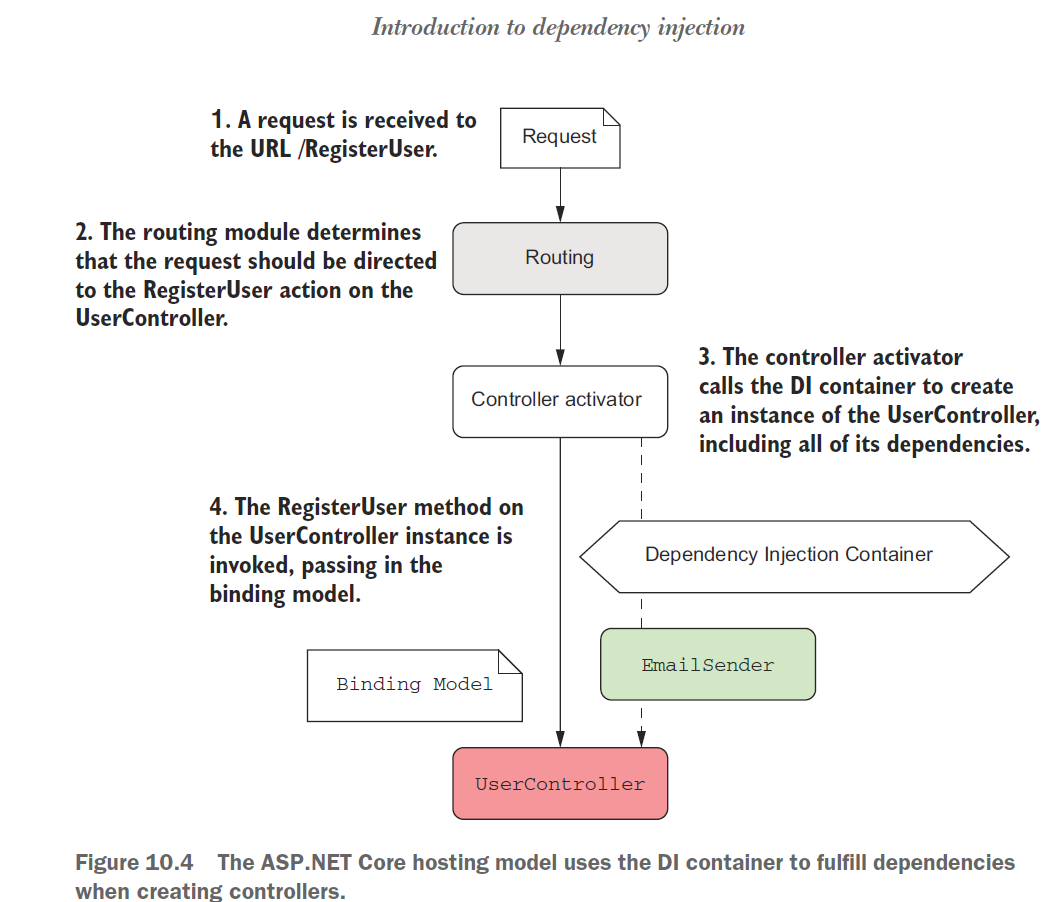 Introduction to dependency injection
1. A request is received to
the URL /RegisterUser.
Request
2. The routing module determines
that the request should be directed
to the RegisterUser action on the
UserController.
Routing
3. The controller activator
calls the DI container to create
an instance of the UserController,
including all of its dependencies.
Controller activator
4. The RegisterUser method on
the UserController instance is
invoked, passing in the
binding model.
Dependency Injection Container
EmailSender
Binding Model
UserController
Figure 10.4 The ASP.NET Core hosting model uses the DI container to fulfill dependencies
when creating controllers.